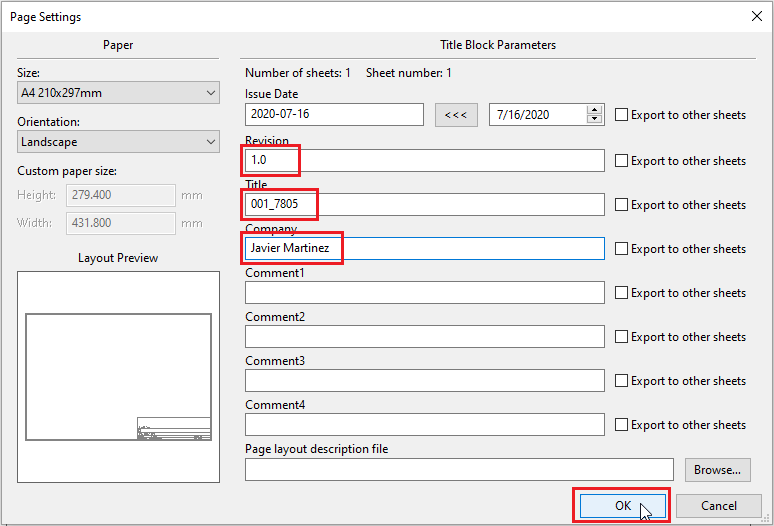 Page Settings
Paper
Size:
A4 210x297mm
Orientation:
Landscape
Custom paper size:
Height: 279.400 mm
Width: 431.800 mm
Layout Preview
Title Block Parameters
Number of sheets: 1 Sheet number: 1
Issue Date
2020-07-16 <<< 7/16/2020 Export to other sheets
Revision
1.0 Export to other sheets
Title
001_7805 Export to other sheets
Company
Javier Martinez Export to other sheets
Comment1
Export to other sheets
Comment2
Export to other sheets
Comment3
Export to other sheets
Comment4
Export to other sheets
Page layout description file
Browse...
OK Cancel